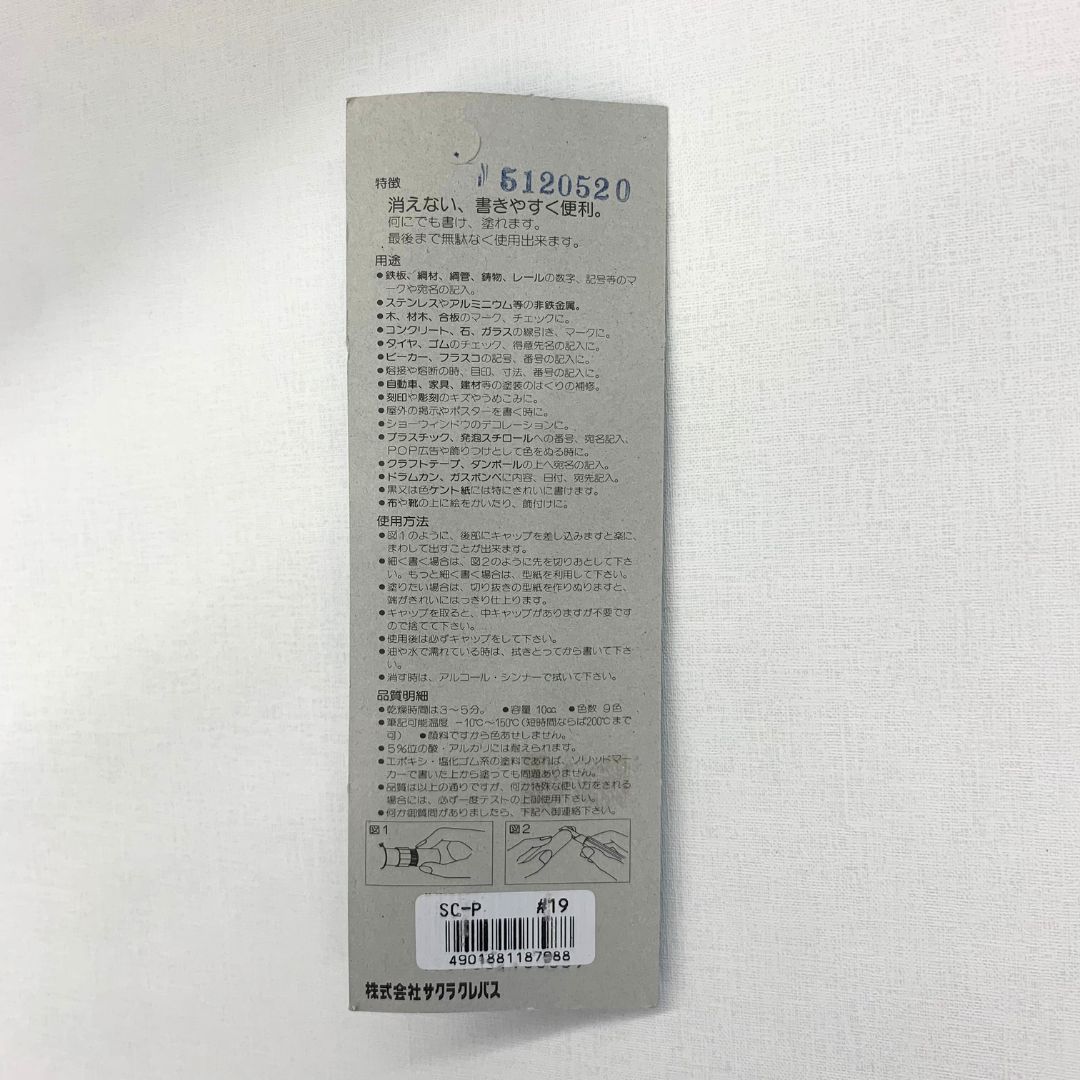 特徴
N 5120520
消えない、書きやすく便利。
何にでも書け、塗れます。
最後まで無駄なく使用出来ます。
用途
●鉄板、綱材、綱管、鋳物、レールの数字、記号等のマ
ークや宛名の記入。
●ステンレスやアルミニウム等の非鉄金属。
●木、材木、合板のマーク、チェックに。
●コンクリート、石、ガラスの線引き、マークに。
●タイヤ、ゴムのチェック、得意先名の記入に。
●ビーカー、フラスコの記号、番号の記入に。
●熔接や熔断の時、目印、寸法、番号の記入に。
●自動車、家具、建材等の塗装のはくりの補修。
●刻印や彫刻のキズやうめこみに。
●屋外の掲示やポスターを書く時に。
●ショーウィンドウのデコレーションに。
●プラスチック、発泡スチロールへの番号、宛名記入、
POP広告や飾りつけとして色をぬる時に。
●クラフトテープ、ダンボールの上へ宛名の記入。
●ドラムカン、ガスボンベに内容、日付、宛先記入。
●黒又は色ケント紙には特にきれいに書けます。
●布や靴の上に絵をかいたり、飾付けに。
使用方法
●図1のように、後部にキャップを差し込みますと楽に、
まわして出すことが出来ます。
●細く書く場合は、図2のように先を切りおとして下さ
い。もっと細く書く場合は、型紙を利用して下さい。
●塗りたい場合は、切り抜きの型紙を作りぬりますと、
端がきれいにはっきり仕上ります。
●キャップを取ると、中キャップがありますが不要です
ので捨てて下さい。
●使用後は必ずキャップをして下さい。
●油や水で濡れている時は、拭きとってから書いて下さ
い。
●消す時は、アルコール・シンナーで拭いて下さい。
品質明細
●乾燥時間は3〜5分。 ●容量 10cc ●色数 9色
●筆記可能温度 −10℃〜150℃(短時間ならば200℃まで
可) ●顔料ですから色あせしません。
●5%位の酸・アルカリには耐えられます。
●エポキシ・塩化ゴム系の塗料であれば、ソリッドマー
カーで書いた上から塗っても問題ありません。
●品質は以上の通りですが、何か特殊な使い方をされる
場合には、必ず一度テストの上御使用下さい。
●何か御質問がありましたら、下記へ御連絡下さい。
図1
図2
SC-P #19
4901881187988
株式会社サクラクレパス